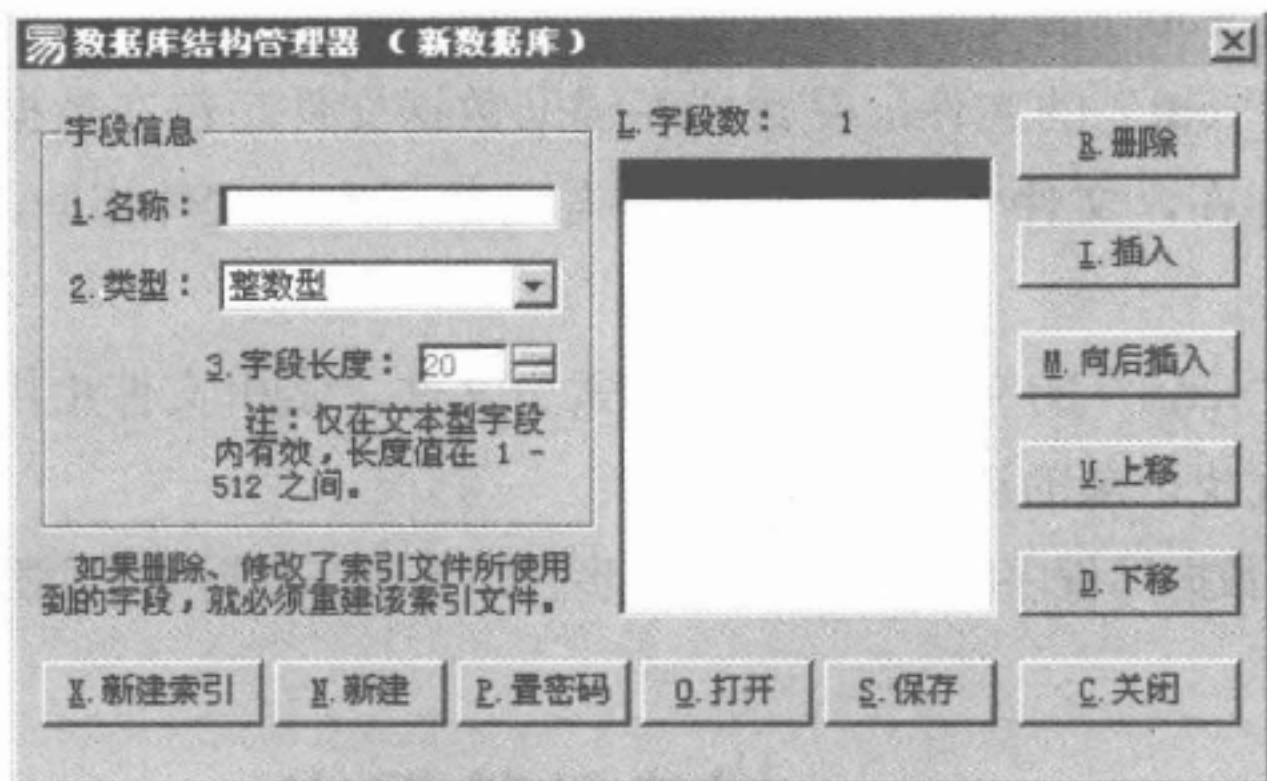 易 数据库结构管理器 （新数据库）
字段信息
1. 名称：
2. 类型： 整数型
3. 字段长度： 20
注：仅在文本型字段
内有效，长度值在 1 -
512 之间。
如果删除、修改了索引文件所使用
到的字段，就必须重建该索引文件。
L. 字段数： 1
R. 删除
I. 插入
M. 向后插入
U. 上移
D. 下移
X. 新建索引
N. 新建
P. 置密码
O. 打开
S. 保存
C. 关闭